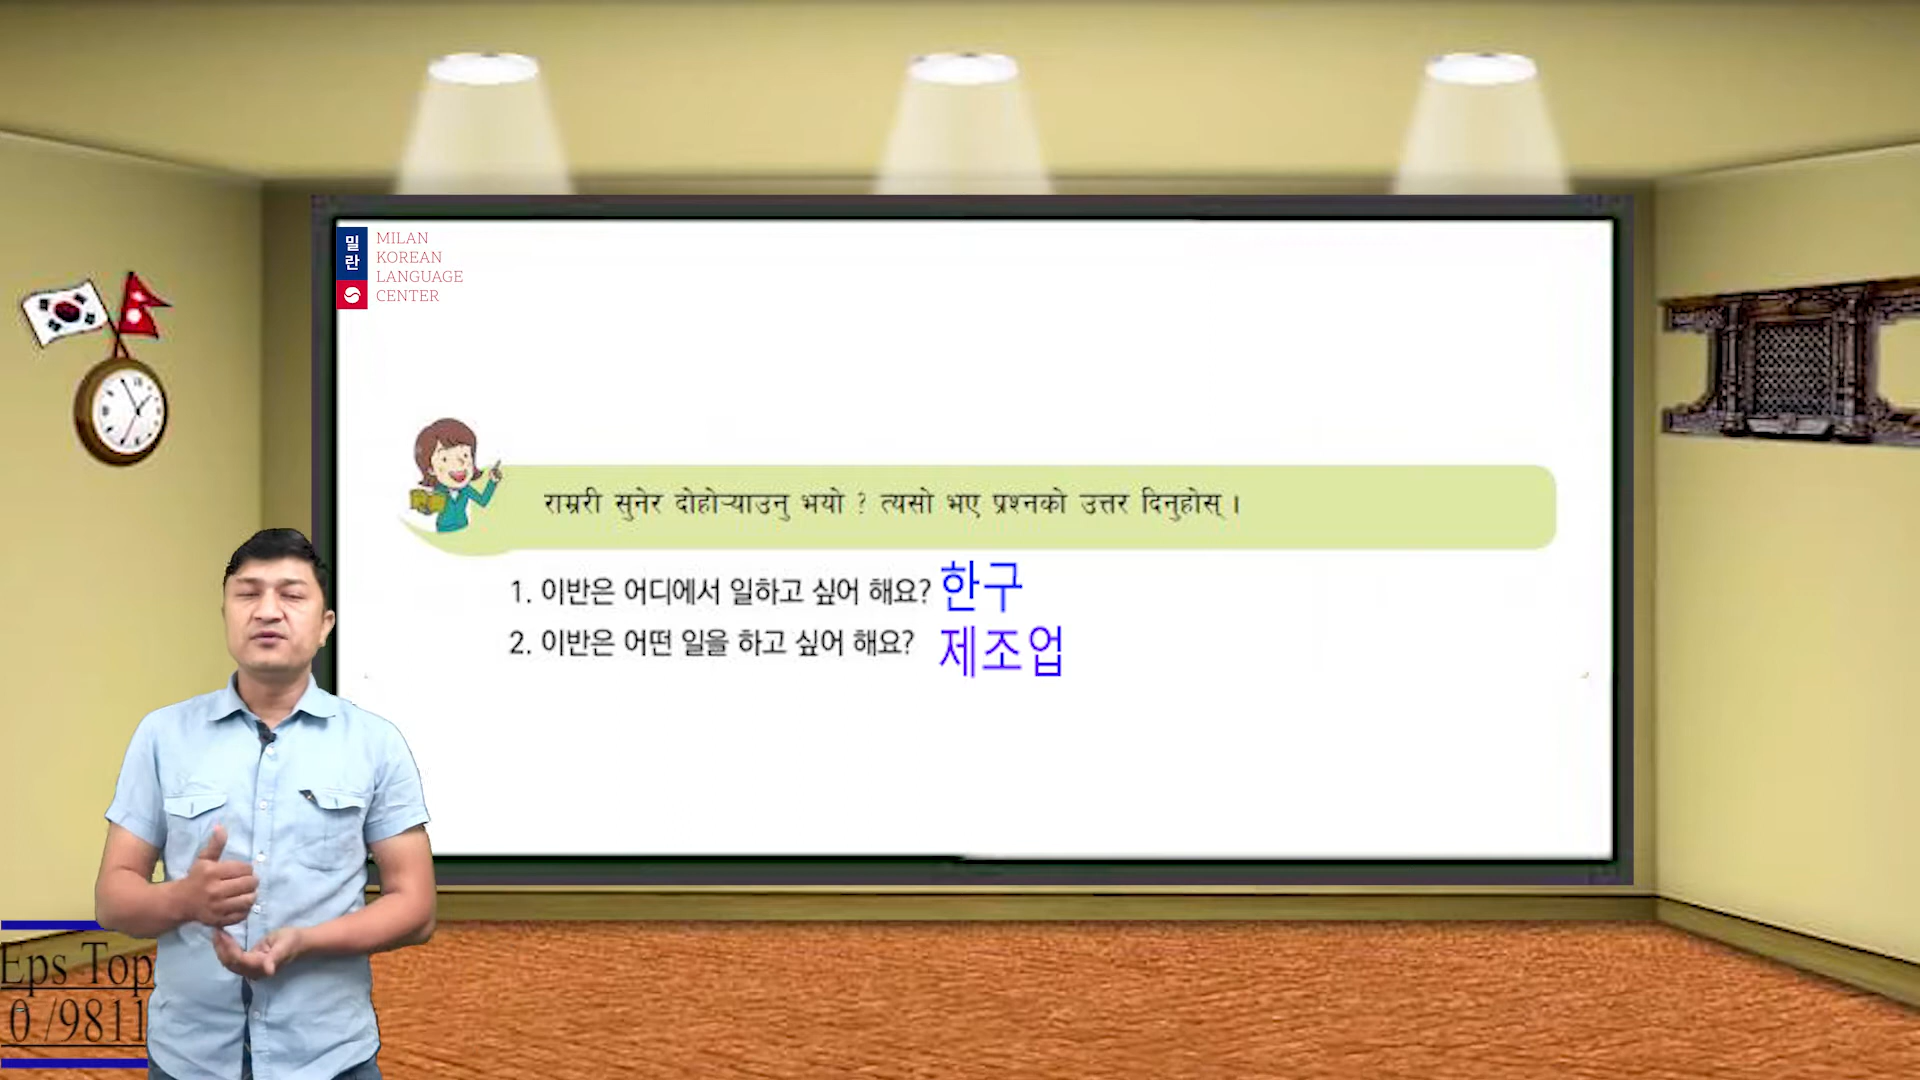 밀란
MILAN
KOREAN
LANGUAGE
CENTER
राम्ररी सुनेर दोहोऱ्याउनु भयो ? त्यसो भए प्रश्नको उत्तर दिनुहोस् ।
1. 이반은 어디에서 일하고 싶어 해요? 한구
2. 이반은 어떤 일을 하고 싶어 해요? 제조업
Eps Top
0 /9811